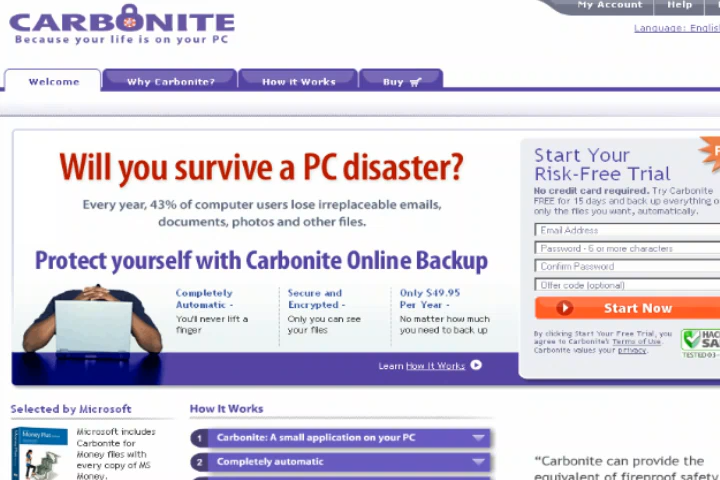 CARBONITE
Because your life is on your PC
My Account
Help
Language: English
Welcome
Why Carbonite?
How it Works
Buy
Will you survive a PC disaster?
Every year, 43% of computer users lose irreplaceable emails,
documents, photos and other files.
Protect yourself with Carbonite Online Backup
Completely
Automatic -
You'll never lift a
finger
Secure and
Encrypted -
Only you can see
your files
Only $49.95
Per Year -
No matter how much
you need to back up
Learn How It Works
Start Your
Risk-Free Trial
No credit card required. Try Carbonite
FREE for 15 days and back up everything o
only the files you want, automatically.
Email Address
Password - 6 or more characters
Confirm Password
Offer code (optional)
Start Now
By clicking Start Your Free Trial, you
agree to Carbonite's Terms of Use.
Carbonite values your privacy.
HAC
SA
TESTED
Selected by Microsoft
Money Plus
Microsoft includes
Carbonite for
Money files with
every copy of MS
Money.
How It Works
1 Carbonite: A small application on your PC
2 Completely automatic
“Carbonite can provide the
equivalent of fireproof safety